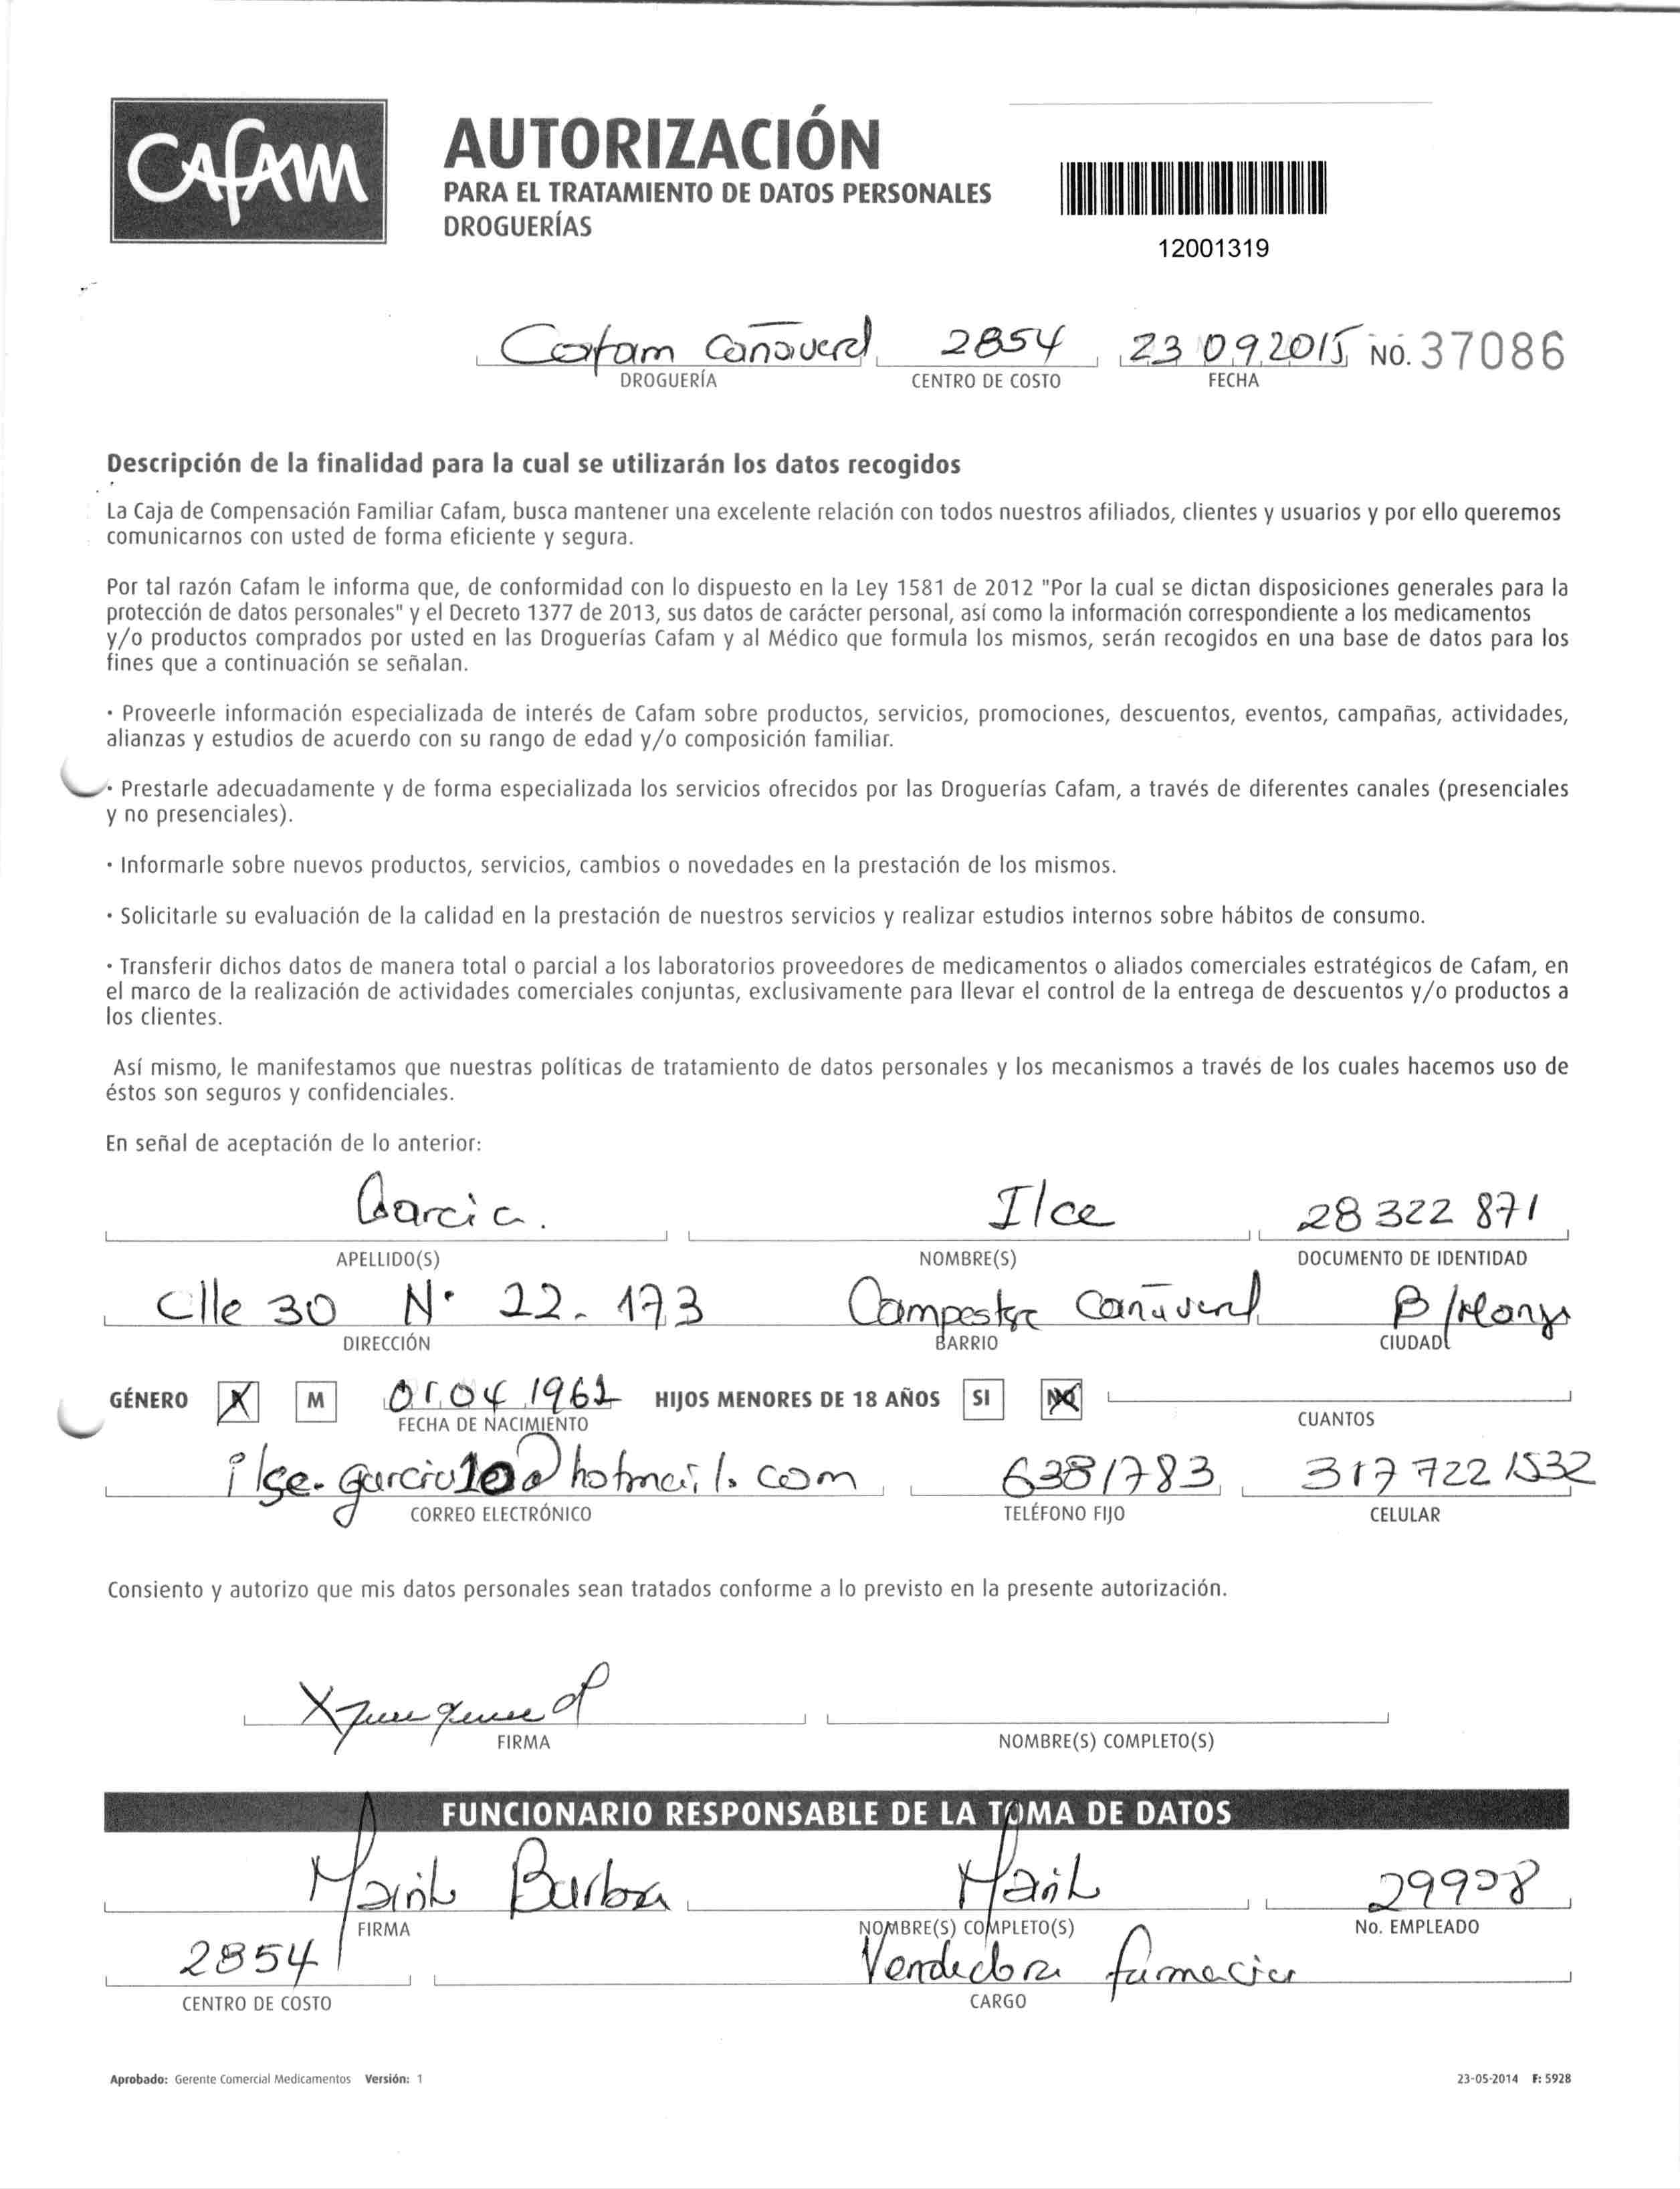 CAFAM
AUTORIZACIÓN
PARA EL TRATAMIENTO DE DATOS PERSONALES
DROGUERÍAS
12001319
Cafam Cañaveral 2854 23 09 2015 NO. 37086
DROGUERÍA CENTRO DE COSTO FECHA
Descripción de la finalidad para la cual se utilizarán los datos recogidos
La Caja de Compensación Familiar Cafam, busca mantener una excelente relación con todos nuestros afiliados, clientes y usuarios y por ello queremos
comunicarnos con usted de forma eficiente y segura.
Por tal razón Cafam le informa que, de conformidad con lo dispuesto en la Ley 1581 de 2012 "Por la cual se dictan disposiciones generales para la
protección de datos personales" y el Decreto 1377 de 2013, sus datos de carácter personal, así como la información correspondiente a los medicamentos
y/o productos comprados por usted en las Droguerías Cafam y al Médico que formula los mismos, serán recogidos en una base de datos para los
fines que a continuación se señalan.
· Proveerle información especializada de interés de Cafam sobre productos, servicios, promociones, descuentos, eventos, campañas, actividades,
alianzas y estudios de acuerdo con su rango de edad y/o composición familiar.
· Prestarle adecuadamente y de forma especializada los servicios ofrecidos por las Droguerías Cafam, a través de diferentes canales (presenciales
y no presenciales).
· Informarle sobre nuevos productos, servicios, cambios o novedades en la prestación de los mismos.
· Solicitarle su evaluación de la calidad en la prestación de nuestros servicios y realizar estudios internos sobre hábitos de consumo.
· Transferir dichos datos de manera total o parcial a los laboratorios proveedores de medicamentos o aliados comerciales estratégicos de Cafam, en
el marco de la realización de actividades comerciales conjuntas, exclusivamente para llevar el control de la entrega de descuentos y/o productos a
los clientes.
Así mismo, le manifestamos que nuestras políticas de tratamiento de datos personales y los mecanismos a través de los cuales hacemos uso de
éstos son seguros y confidenciales.
En señal de aceptación de lo anterior:
Garcia. Ilce 28 322 871
APELLIDO(S) NOMBRE(S) DOCUMENTO DE IDENTIDAD
Clle 30 N· 22-173 Campestre Cañaveral B/Manga
DIRECCIÓN BARRIO CIUDAD
GÉNERO X M 01 04 1961 HIJOS MENORES DE 18 AÑOS SI NO
FECHA DE NACIMIENTO CUANTOS
@hotmail.com 6381783 317 722 1532
CORREO ELECTRÓNICO TELÉFONO FIJO CELULAR
Consiento y autorizo que mis datos personales sean tratados conforme a lo previsto en la presente autorización.
X
FIRMA NOMBRE(S) COMPLETO(S)
FUNCIONARIO RESPONSABLE DE LA TOMA DE DATOS
Barbosa
FIRMA NOMBRE(S) COMPLETO(S) No. EMPLEADO
2854 Vendedora farmacia
CENTRO DE COSTO CARGO
Aprobado: Gerente Comercial Medicamentos Versión: 1 23-05-2014 F: 5928